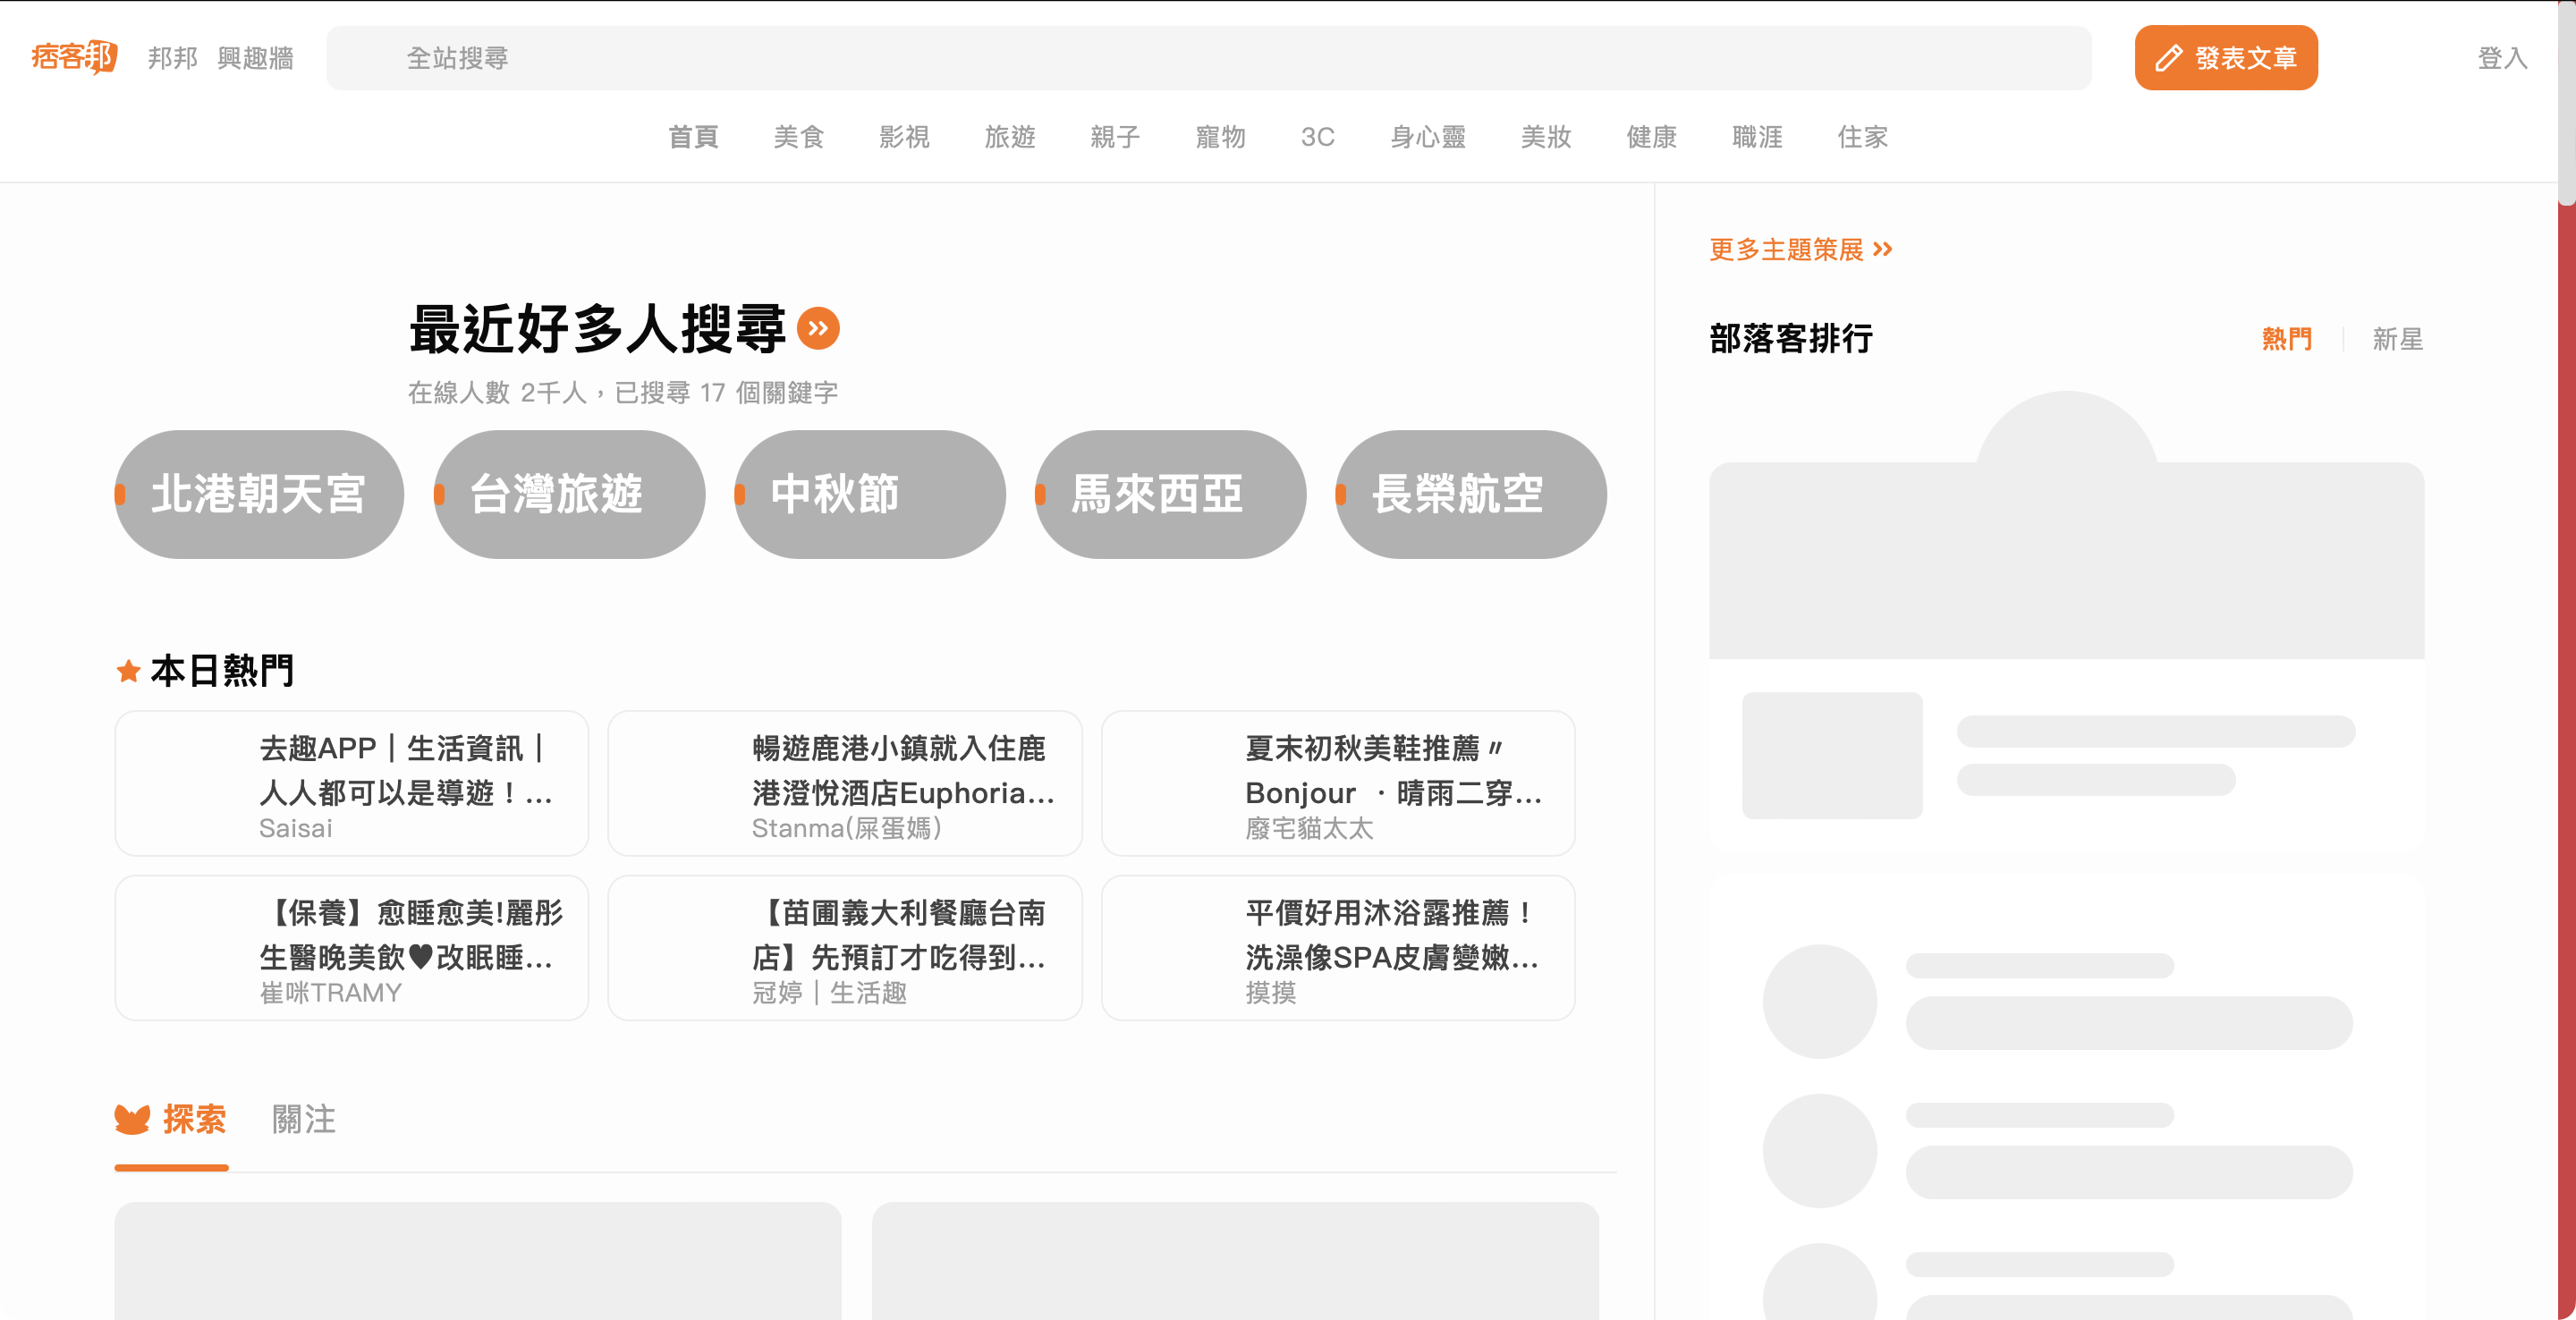 痞客邦
邦邦 興趣牆
全站搜尋
發表文章
登入
首頁 美食 影視 旅遊 親子 寵物 3C 身心靈 美妝 健康 職涯 住家
最近好多人搜尋
在線人數 2千人，已搜尋 17 個關鍵字
北港朝天宮
台灣旅遊
中秋節
馬來西亞
長榮航空
本日熱門
去趣APP｜生活資訊｜
人人都可以是導遊！...
Saisai
暢遊鹿港小鎮就入住鹿
港澄悅酒店Euphoria...
Stanma(屎蛋媽)
夏末初秋美鞋推薦〃
Bonjour ‧晴雨二穿...
廢宅貓太太
【保養】愈睡愈美!麗彤
生醫晚美飲♥改眠睡...
崔咪TRAMY
【苗圃義大利餐廳台南
店】先預訂才吃得到...
冠婷｜生活趣
平價好用沐浴露推薦！
洗澡像SPA皮膚變嫩...
摸摸
探索 關注
更多主題策展
部落客排行
熱門 新星